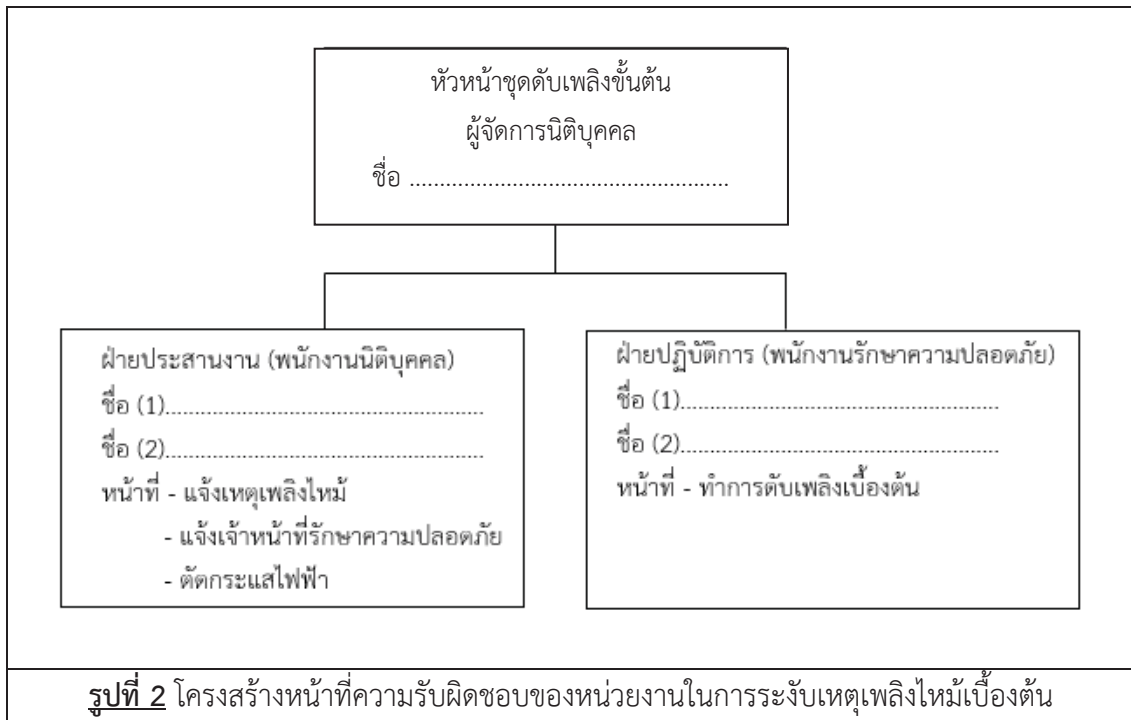 หัวหน้าชุดดับเพลิงขั้นต้น
ผู้จัดการนิติบุคคล
ชื่อ .....................................................
ฝ่ายประสานงาน (พนักงานนิติบุคคล)
ชื่อ (1).....................................................
ชื่อ (2).....................................................
หน้าที่ - แจ้งเหตุเพลิงไหม้
- แจ้งเจ้าหน้าที่รักษาความปลอดภัย
- ตัดกระแสไฟฟ้า
ฝ่ายปฏิบัติการ (พนักงานรักษาความปลอดภัย)
ชื่อ (1).....................................................
ชื่อ (2).....................................................
หน้าที่ - ทำการดับเพลิงเบื้องต้น
รูปที่ 2 โครงสร้างหน้าที่ความรับผิดชอบของหน่วยงานในการระงับเหตุเพลิงไหม้เบื้องต้น